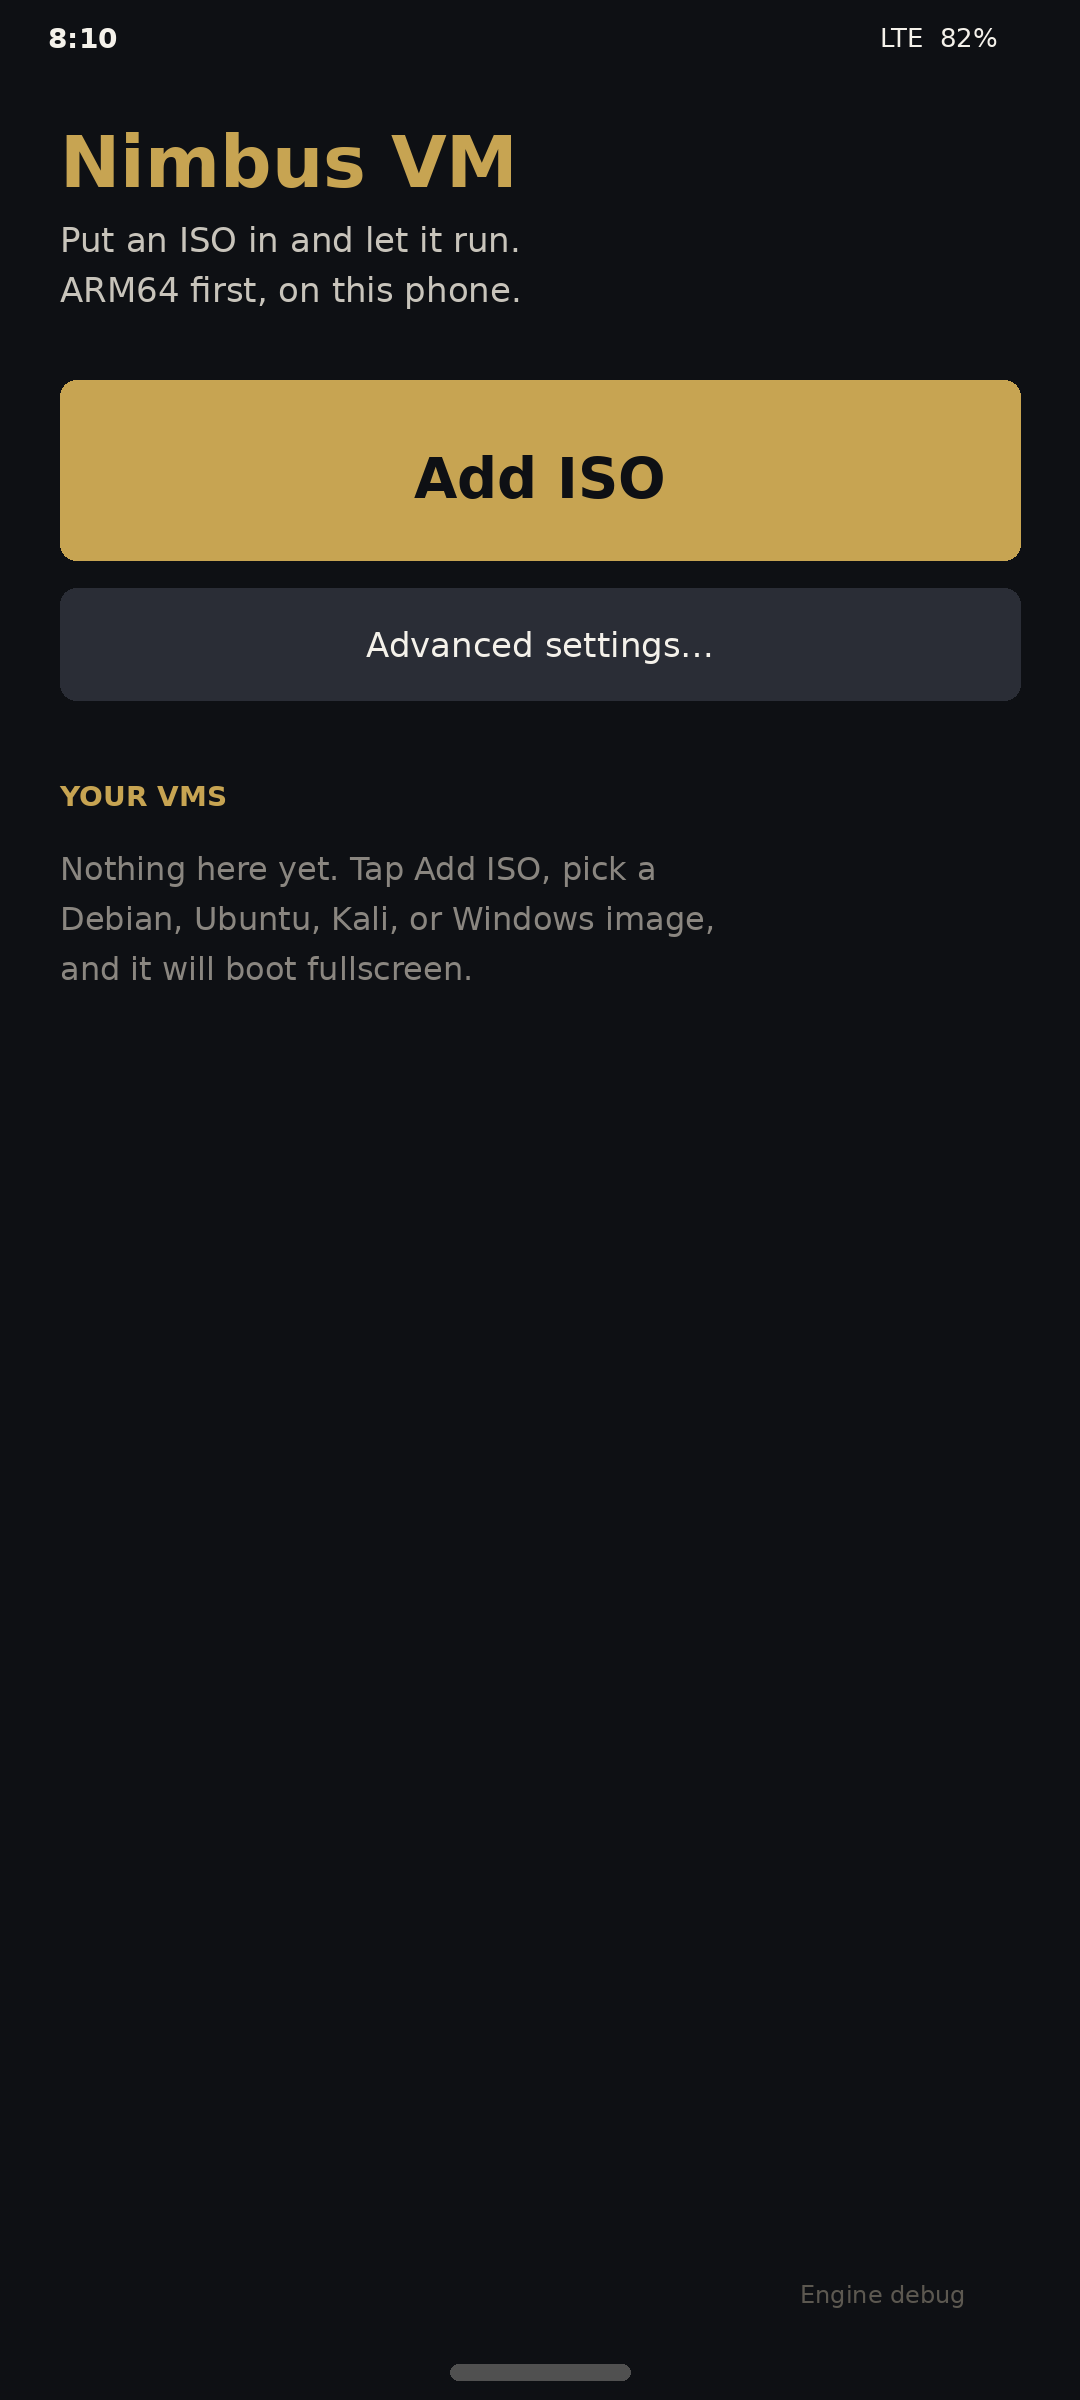 8:10
LTE 82%
Nimbus VM
Put an ISO in and let it run.
ARM64 first, on this phone.
Add ISO
Advanced settings…
YOUR VMS
Nothing here yet. Tap Add ISO, pick a
Debian, Ubuntu, Kali, or Windows image,
and it will boot fullscreen.
Engine debug